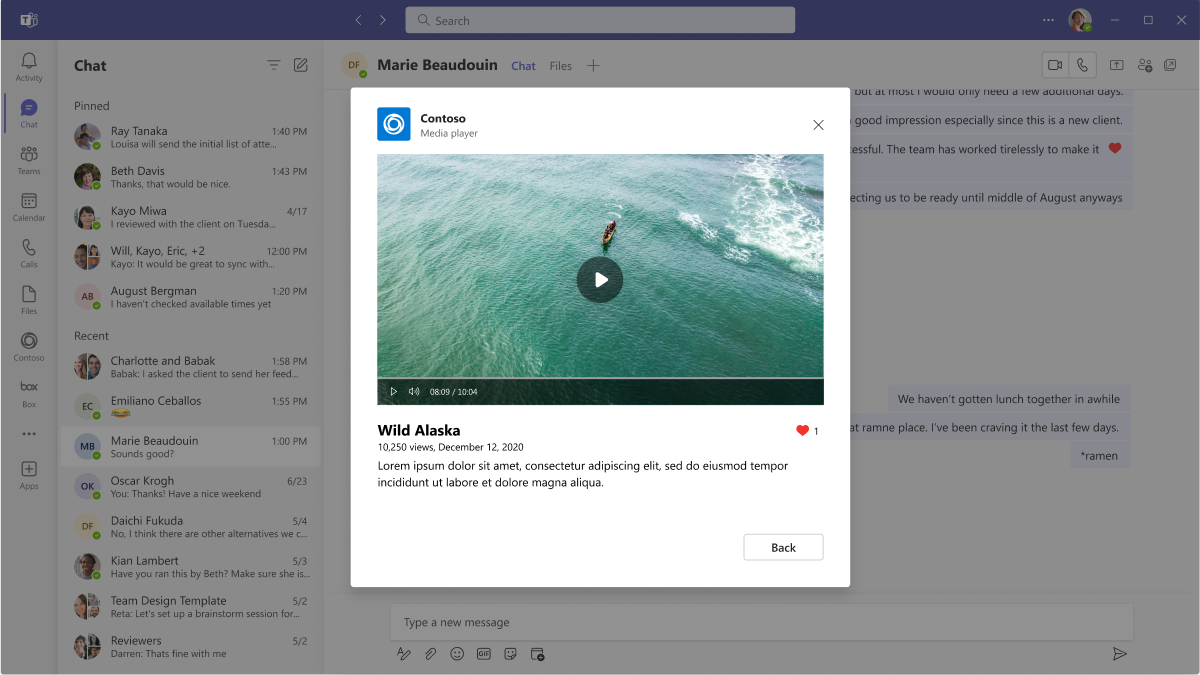 Search
Activity
Chat
Teams
Calendar
Calls
Files
Contoso
box
Box
Apps
Chat
Pinned
Ray Tanaka 1:40 PM
Louisa will send the initial list of atte...
Beth Davis 1:43 PM
Thanks, that would be nice.
Kayo Miwa 4/17
I reviewed with the client on Tuesda...
Will, Kayo, Eric, +2 12:00 PM
Kayo: It would be great to sync with...
AB
August Bergman 1:20 PM
I haven't checked available times yet
Recent
Charlotte and Babak 1:58 PM
Babak: I asked the client to send her feed...
EC
Emiliano Ceballos 1:55 PM
MB
Marie Beaudouin 1:00 PM
Sounds good?
OK
Oscar Krogh 6/23
You: Thanks! Have a nice weekend
DF
Daichi Fukuda 5/4
No, I think there are other alternatives we c...
Kian Lambert 5/3
Have you ran this by Beth? Make sure she is...
Team Design Template 5/2
Reta: Let's set up a brainstorm session for...
Reviewers 5/2
Darren: Thats fine with me
DF
Marie Beaudouin Chat Files
but at most I would only need a few additional days.
good impression especially since this is a new client.
essful. The team has worked tirelessly to make it
ecting us to be ready until middle of August anyways
Contoso
Media player
08:09 / 10:04
Wild Alaska 1
10,250 views, December 12, 2020
Lorem ipsum dolor sit amet, consectetur adipiscing elit, sed do eiusmod tempor
incididunt ut labore et dolore magna aliqua.
Back
We haven't gotten lunch together in awhile
at ramne place. I've been craving it the last few days.
*ramen
Type a new message
GIF